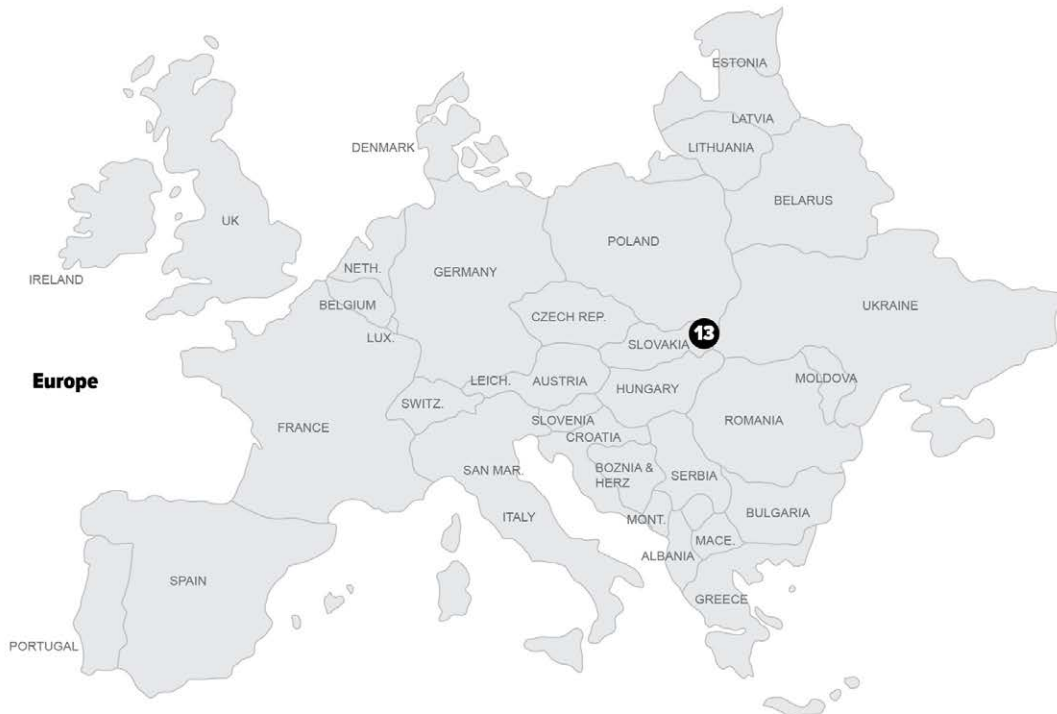 ESTONIA
LATVIA
DENMARK
LITHUANIA
BELARUS
UK
POLAND
IRELAND
NETH.
GERMANY
BELGIUM
UKRAINE
CZECH REP.
LUX.
SLOVAKIA
13
Europe
LEICH.
AUSTRIA
HUNGARY
MOLDOVA
SWITZ.
FRANCE
SLOVENIA
ROMANIA
CROATIA
SAN MAR.
BOZNIA &
HERZ
SERBIA
ITALY
MONT.
BULGARIA
MACE.
ALBANIA
SPAIN
GREECE
PORTUGAL